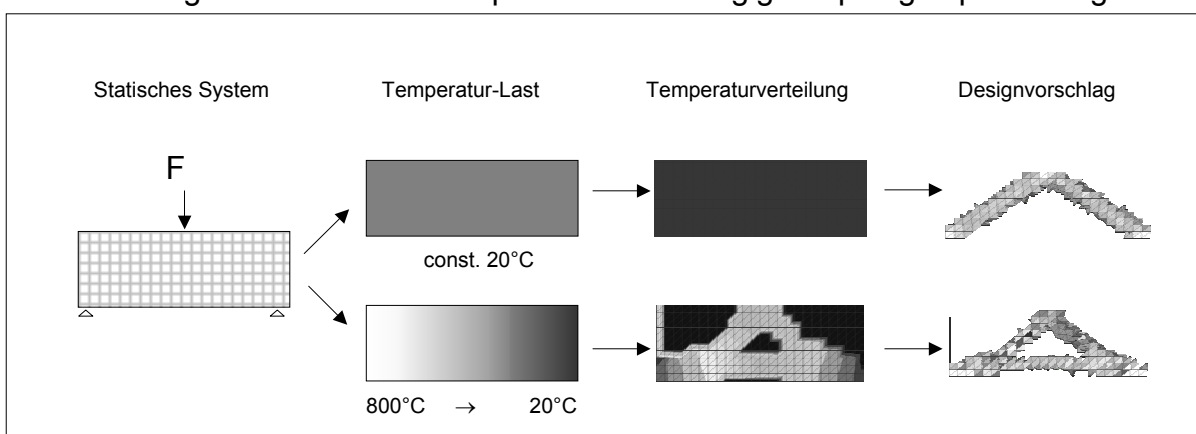 Statisches System
Temperatur-Last
Temperaturverteilung
Designvorschlag
F
const. 20°C
800°C → 20°C